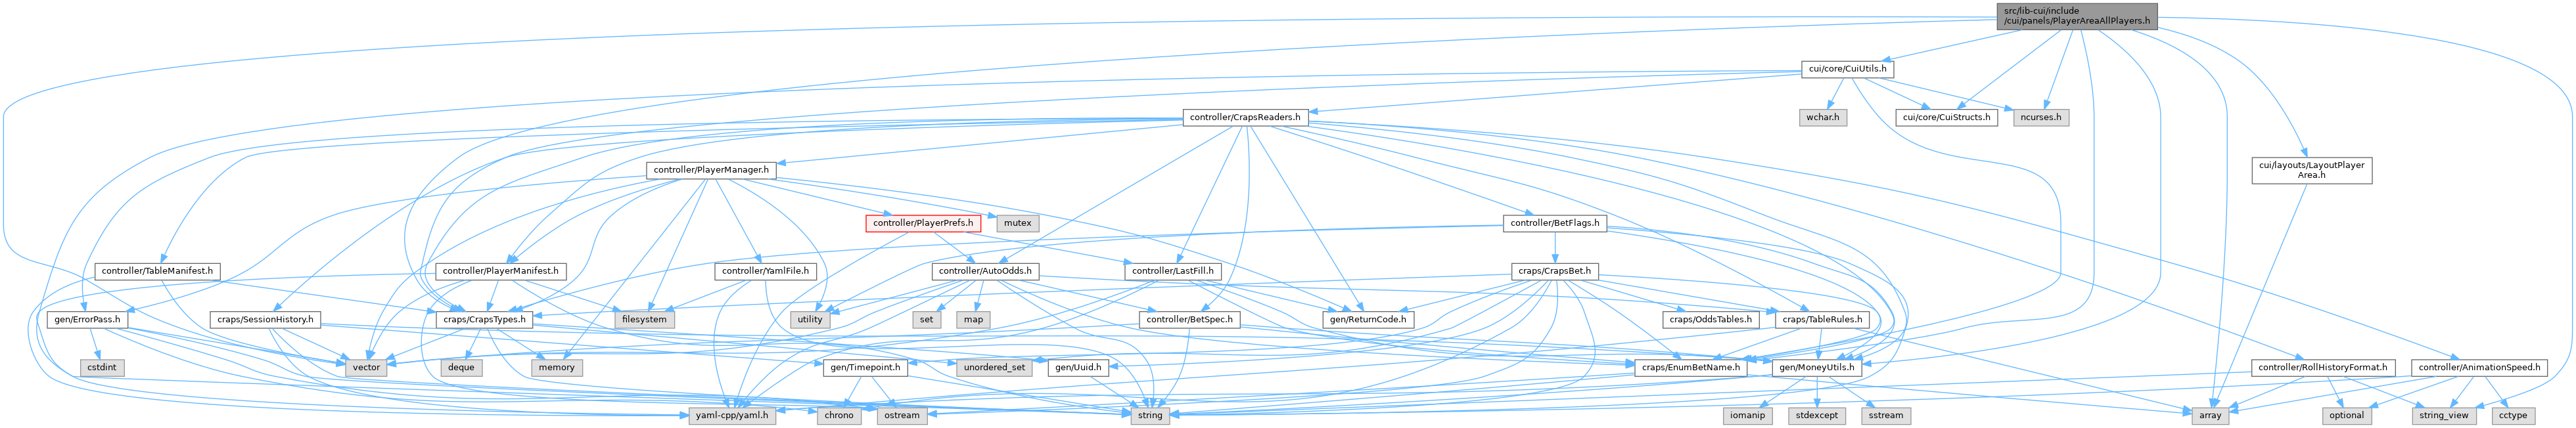 src/lib-cui/include
/cui/panels/PlayerAreaAllPlayers.h
cui/core/CuiUtils.h
controller/CrapsReaders.h
wchar.h
cui/core/CuiStructs.h
ncurses.h
controller/PlayerManager.h
cui/layouts/LayoutPlayer
Area.h
controller/PlayerPrefs.h
mutex
controller/BetFlags.h
controller/TableManifest.h
controller/PlayerManifest.h
controller/YamlFile.h
controller/AutoOdds.h
controller/LastFill.h
craps/CrapsBet.h
gen/ErrorPass.h
craps/SessionHistory.h
craps/CrapsTypes.h
filesystem
utility
set
map
controller/BetSpec.h
gen/ReturnCode.h
craps/OddsTables.h
craps/TableRules.h
cstdint
vector
deque
memory
gen/Timepoint.h
unordered_set
gen/Uuid.h
craps/EnumBetName.h
gen/MoneyUtils.h
controller/RollHistoryFormat.h
controller/AnimationSpeed.h
yaml-cpp/yaml.h
chrono
ostream
string
iomanip
stdexcept
sstream
array
optional
string_view
cctype